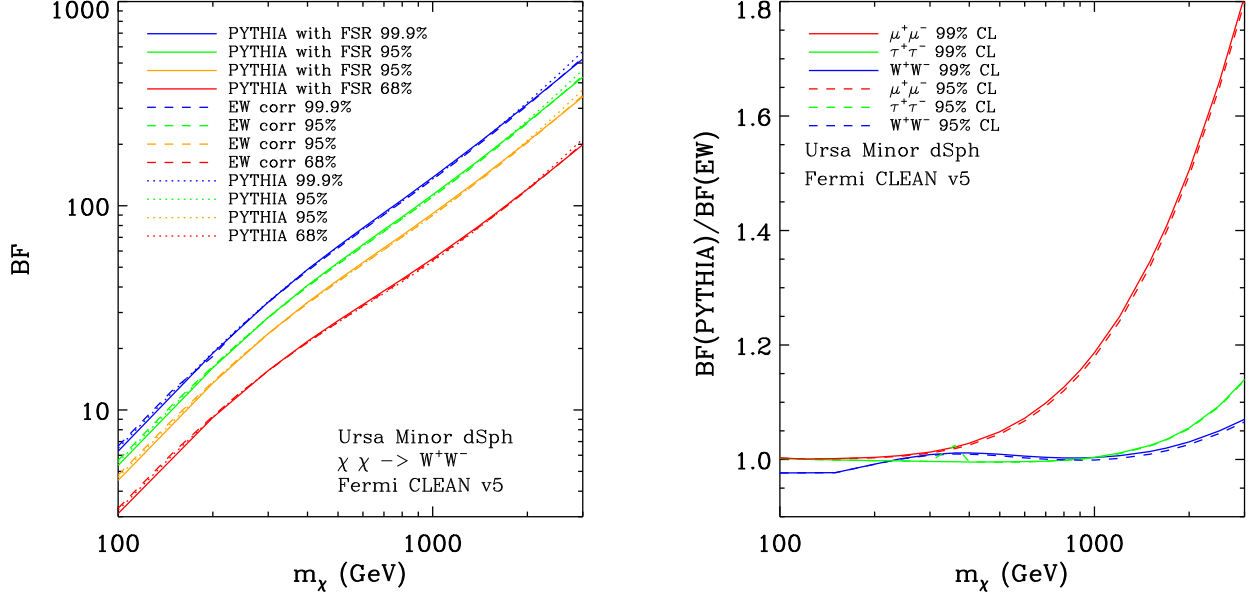 1000
100
10
BF
PYTHIA with FSR 99.9%
PYTHIA with FSR 95%
PYTHIA with FSR 95%
PYTHIA with FSR 68%
EW corr 99.9%
EW corr 95%
EW corr 95%
EW corr 68%
PYTHIA 99.9%
PYTHIA 95%
PYTHIA 95%
PYTHIA 68%
Ursa Minor dSph
χ χ -> W⁺W⁻
Fermi CLEAN v5
100 1000
m_χ (GeV)
1.8
1.6
1.4
1.2
1.0
BF(PYTHIA)/BF(EW)
μ⁺μ⁻ 99% CL
τ⁺τ⁻ 99% CL
W⁺W⁻ 99% CL
μ⁺μ⁻ 95% CL
τ⁺τ⁻ 95% CL
W⁺W⁻ 95% CL
Ursa Minor dSph
Fermi CLEAN v5
100 1000
m_χ (GeV)